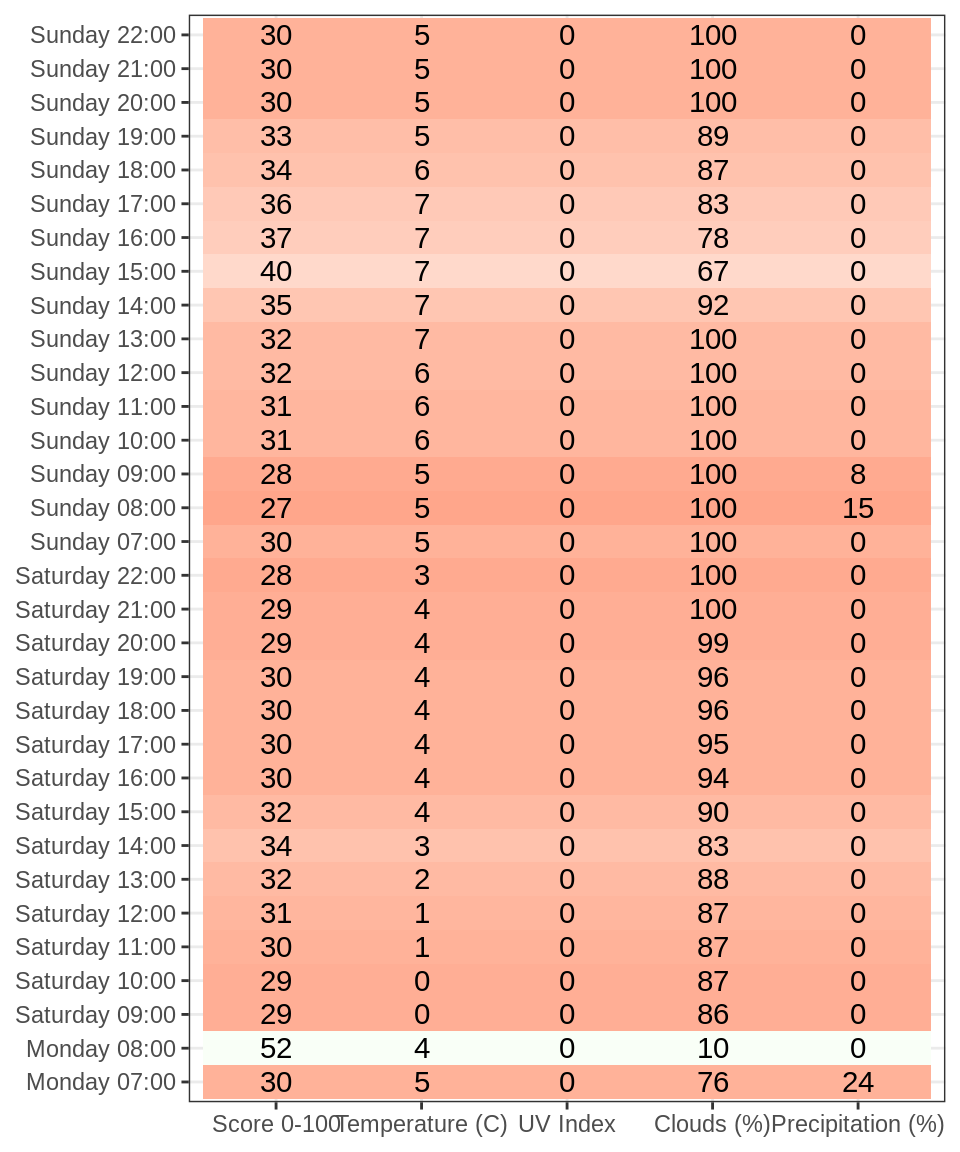 Sunday 22:00 30 5 0 100 0
Sunday 21:00 30 5 0 100 0
Sunday 20:00 30 5 0 100 0
Sunday 19:00 33 5 0 89 0
Sunday 18:00 34 6 0 87 0
Sunday 17:00 36 7 0 83 0
Sunday 16:00 37 7 0 78 0
Sunday 15:00 40 7 0 67 0
Sunday 14:00 35 7 0 92 0
Sunday 13:00 32 7 0 100 0
Sunday 12:00 32 6 0 100 0
Sunday 11:00 31 6 0 100 0
Sunday 10:00 31 6 0 100 0
Sunday 09:00 28 5 0 100 8
Sunday 08:00 27 5 0 100 15
Sunday 07:00 30 5 0 100 0
Saturday 22:00 28 3 0 100 0
Saturday 21:00 29 4 0 100 0
Saturday 20:00 29 4 0 99 0
Saturday 19:00 30 4 0 96 0
Saturday 18:00 30 4 0 96 0
Saturday 17:00 30 4 0 95 0
Saturday 16:00 30 4 0 94 0
Saturday 15:00 32 4 0 90 0
Saturday 14:00 34 3 0 83 0
Saturday 13:00 32 2 0 88 0
Saturday 12:00 31 1 0 87 0
Saturday 11:00 30 1 0 87 0
Saturday 10:00 29 0 0 87 0
Saturday 09:00 29 0 0 86 0
Monday 08:00 52 4 0 10 0
Monday 07:00 30 5 0 76 24
Score 0-100 Temperature (C) UV Index Clouds (%) Precipitation (%)